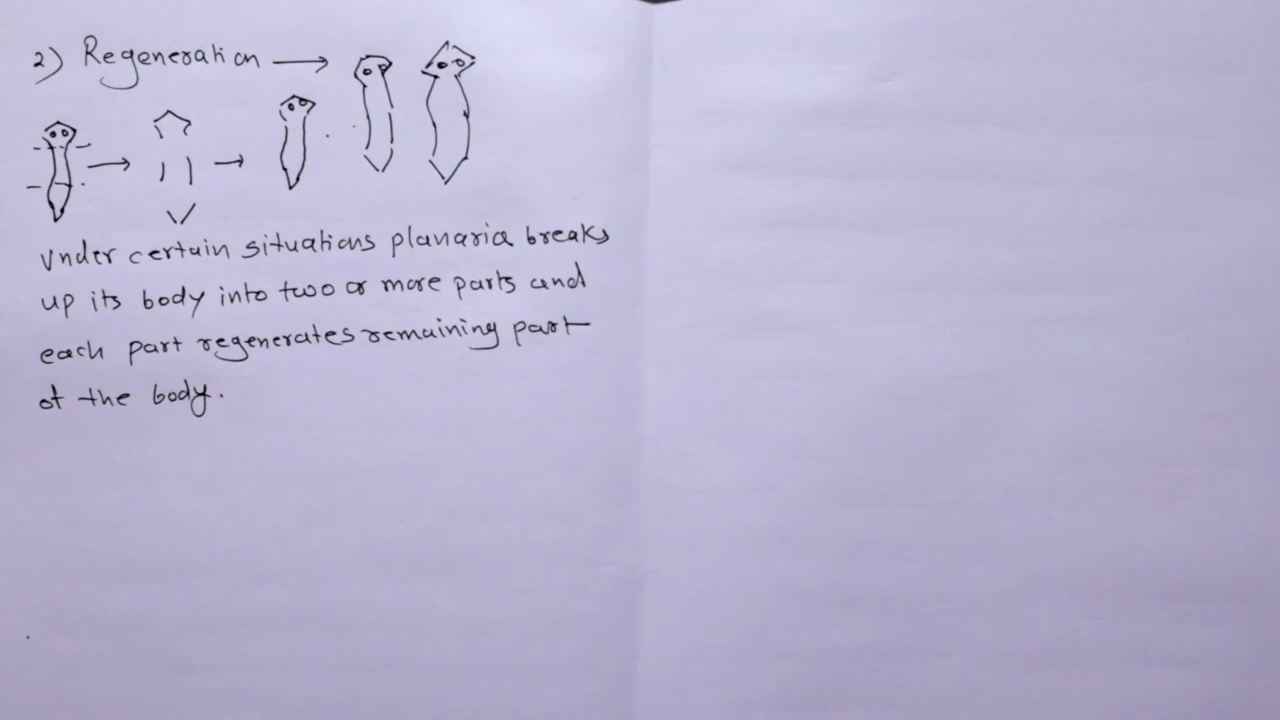 2) Regeneration →
Under certain situations planaria breaks
up its body into two or more parts and
each part regenerates remaining part
of the body.